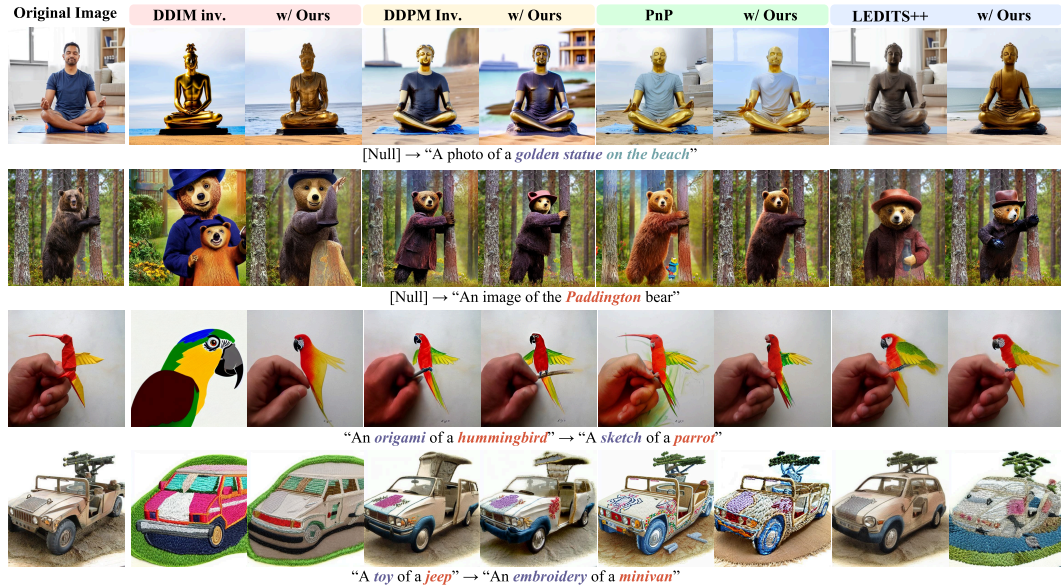 Original Image DDIM inv. w/ Ours DDPM Inv. w/ Ours PnP w/ Ours LEDITS++ w/ Ours
[Null] → “A photo of a golden statue on the beach”
[Null] → “An image of the Paddington bear”
“An origami of a hummingbird” → “A sketch of a parrot”
“A toy of a jeep” → “An embroidery of a minivan”